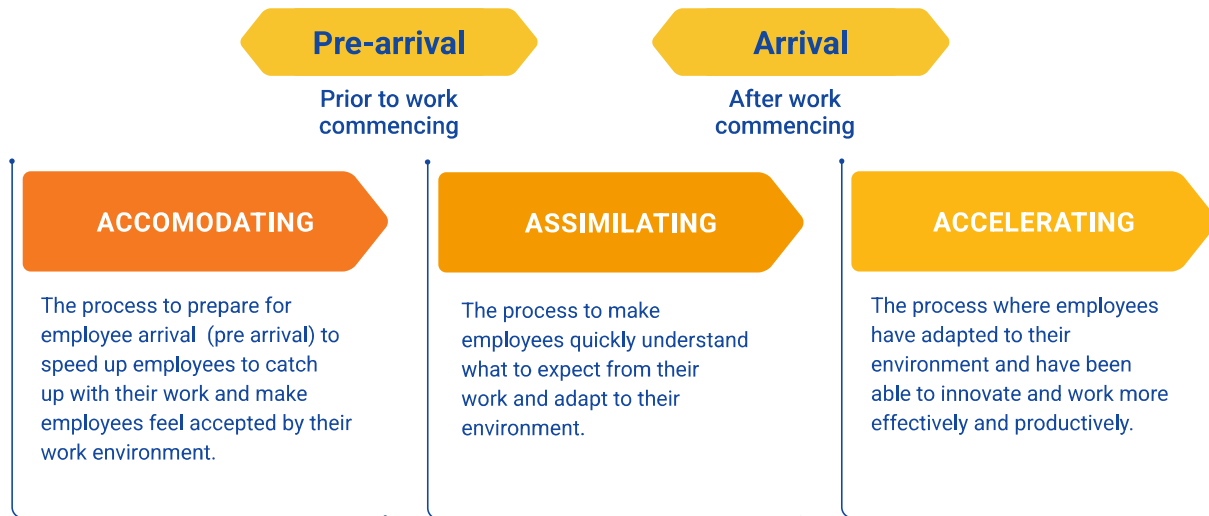 Pre-arrival
Arrival
Prior to work
commencing
After work
commencing
ACCOMODATING
ASSIMILATING
ACCELERATING
The process to prepare for
employee arrival (pre arrival) to
speed up employees to catch
up with their work and make
employees feel accepted by their
work environment.
The process to make
employees quickly understand
what to expect from their
work and adapt to their
environment.
The process where employees
have adapted to their
environment and have been
able to innovate and work more
effectively and productively.